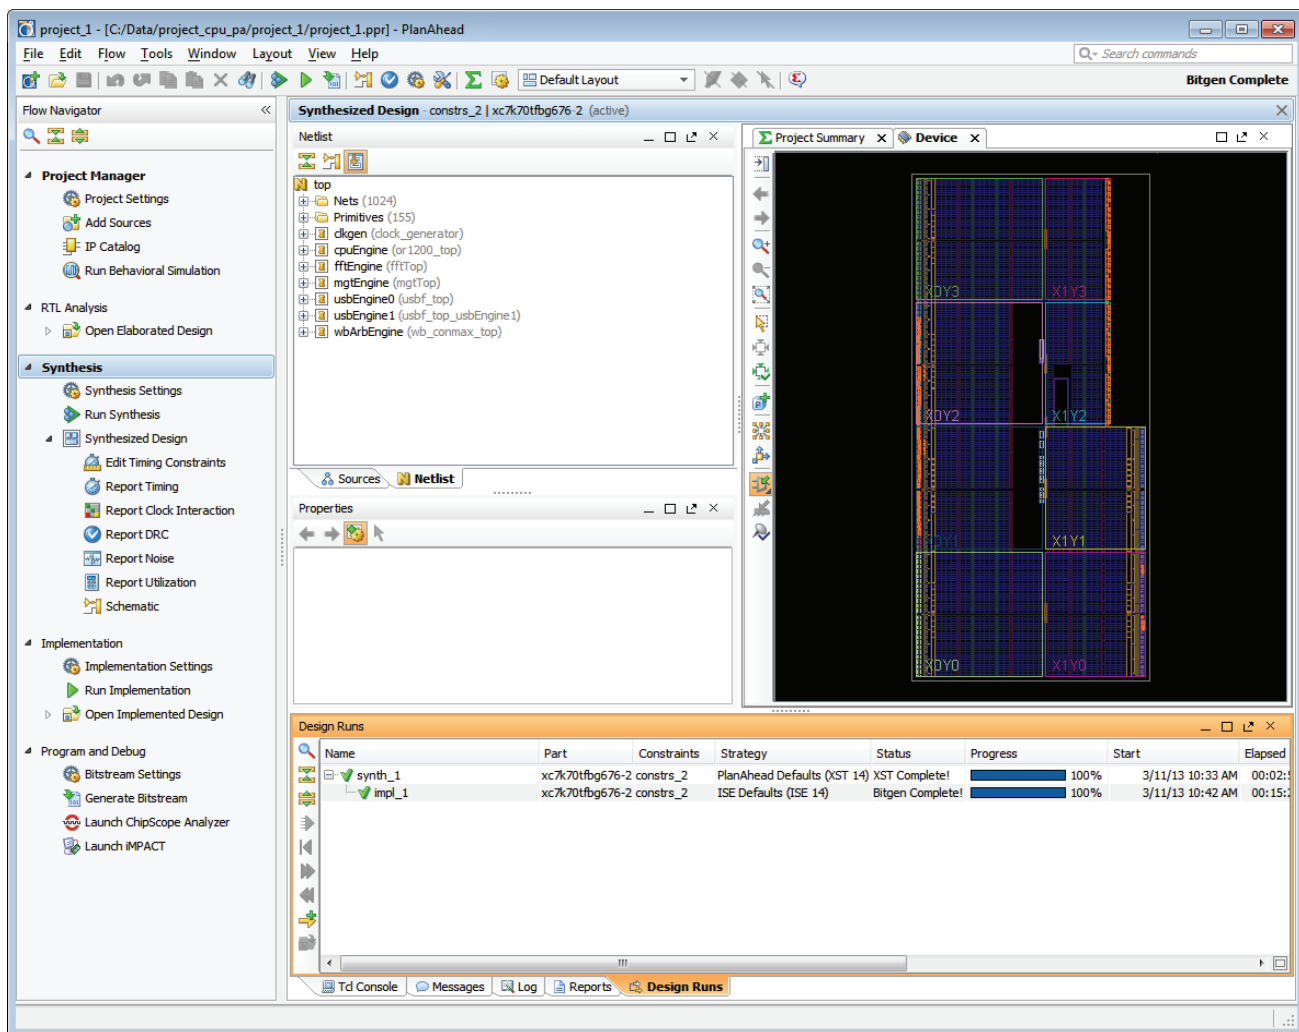 project_1 - [C:/Data/project_cpu_pa/project_1/project_1.ppr] - PlanAhead
File Edit Flow Tools Window Layout View Help
Search commands
Default Layout
Bitgen Complete
Flow Navigator
Project Manager
Project Settings
Add Sources
IP Catalog
Run Behavioral Simulation
RTL Analysis
Open Elaborated Design
Synthesis
Synthesis Settings
Run Synthesis
Synthesized Design
Edit Timing Constraints
Report Timing
Report Clock Interaction
Report DRC
Report Noise
Report Utilization
Schematic
Implementation
Implementation Settings
Run Implementation
Open Implemented Design
Program and Debug
Bitstream Settings
Generate Bitstream
Launch ChipScope Analyzer
Launch iMPACT
Synthesized Design - constrs_2 | xc7k70tfbg676-2 (active)
Netlist
top
Nets (1024)
Primitives (155)
clkgen (clock_generator)
cpuEngine (or1200_top)
fftEngine (fftTop)
mgtEngine (mgtTop)
usbEngine0 (usbf_top)
usbEngine1 (usbf_top_usbEngine1)
wbArbEngine (wb_conmax_top)
Sources Netlist
Properties
Project Summary Device
X0Y3 X1Y3
X0Y2 X1Y2
X0Y1 X1Y1
X0Y0 X1Y0
Design Runs
Name Part Constraints Strategy Status Progress Start Elapsed
synth_1 xc7k70tfbg676-2 constrs_2 PlanAhead Defaults (XST 14) XST Complete! 100% 3/11/13 10:33 AM 00:02:
impl_1 xc7k70tfbg676-2 constrs_2 ISE Defaults (ISE 14) Bitgen Complete! 100% 3/11/13 10:42 AM 00:15:
Tcl Console Messages Log Reports Design Runs